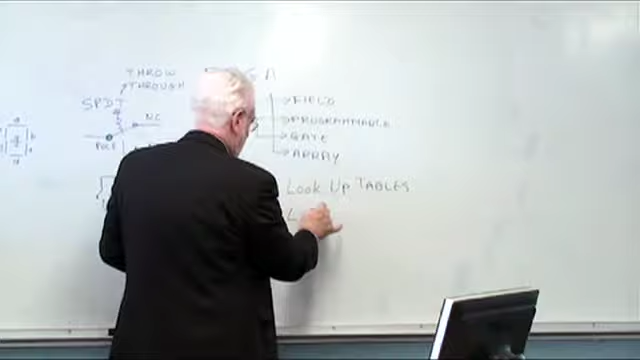 THROW
THROUGH
SPDT
NC
POLE
FIELD
PROGRAMMABLE
GATE
ARRAY
Look Up TABLES
L